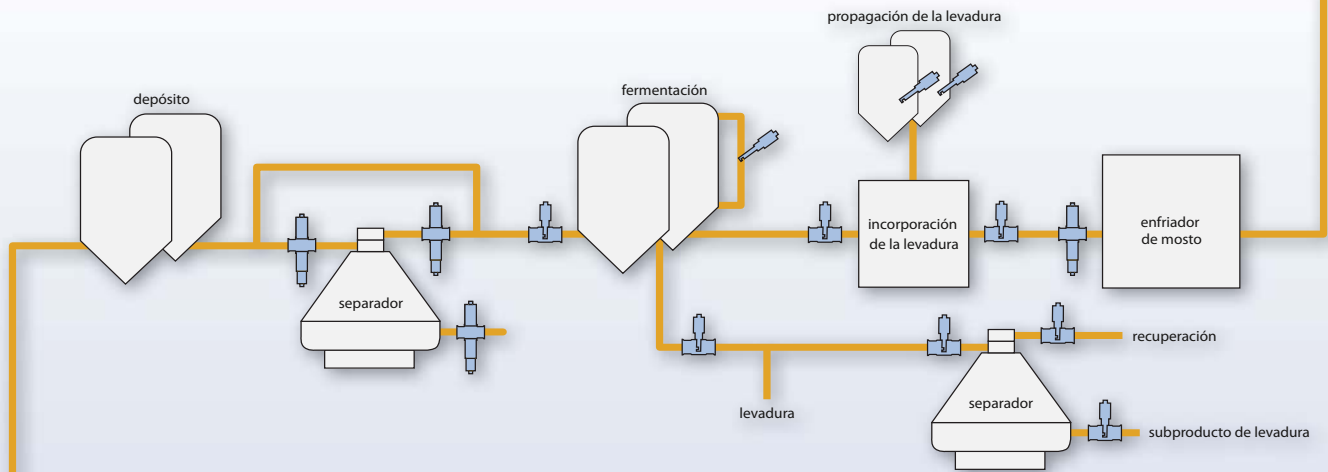 propagación de la levadura
depósito
fermentación
incorporación
de la levadura
enfriador
de mosto
separador
recuperación
levadura
separador
subproducto de levadura